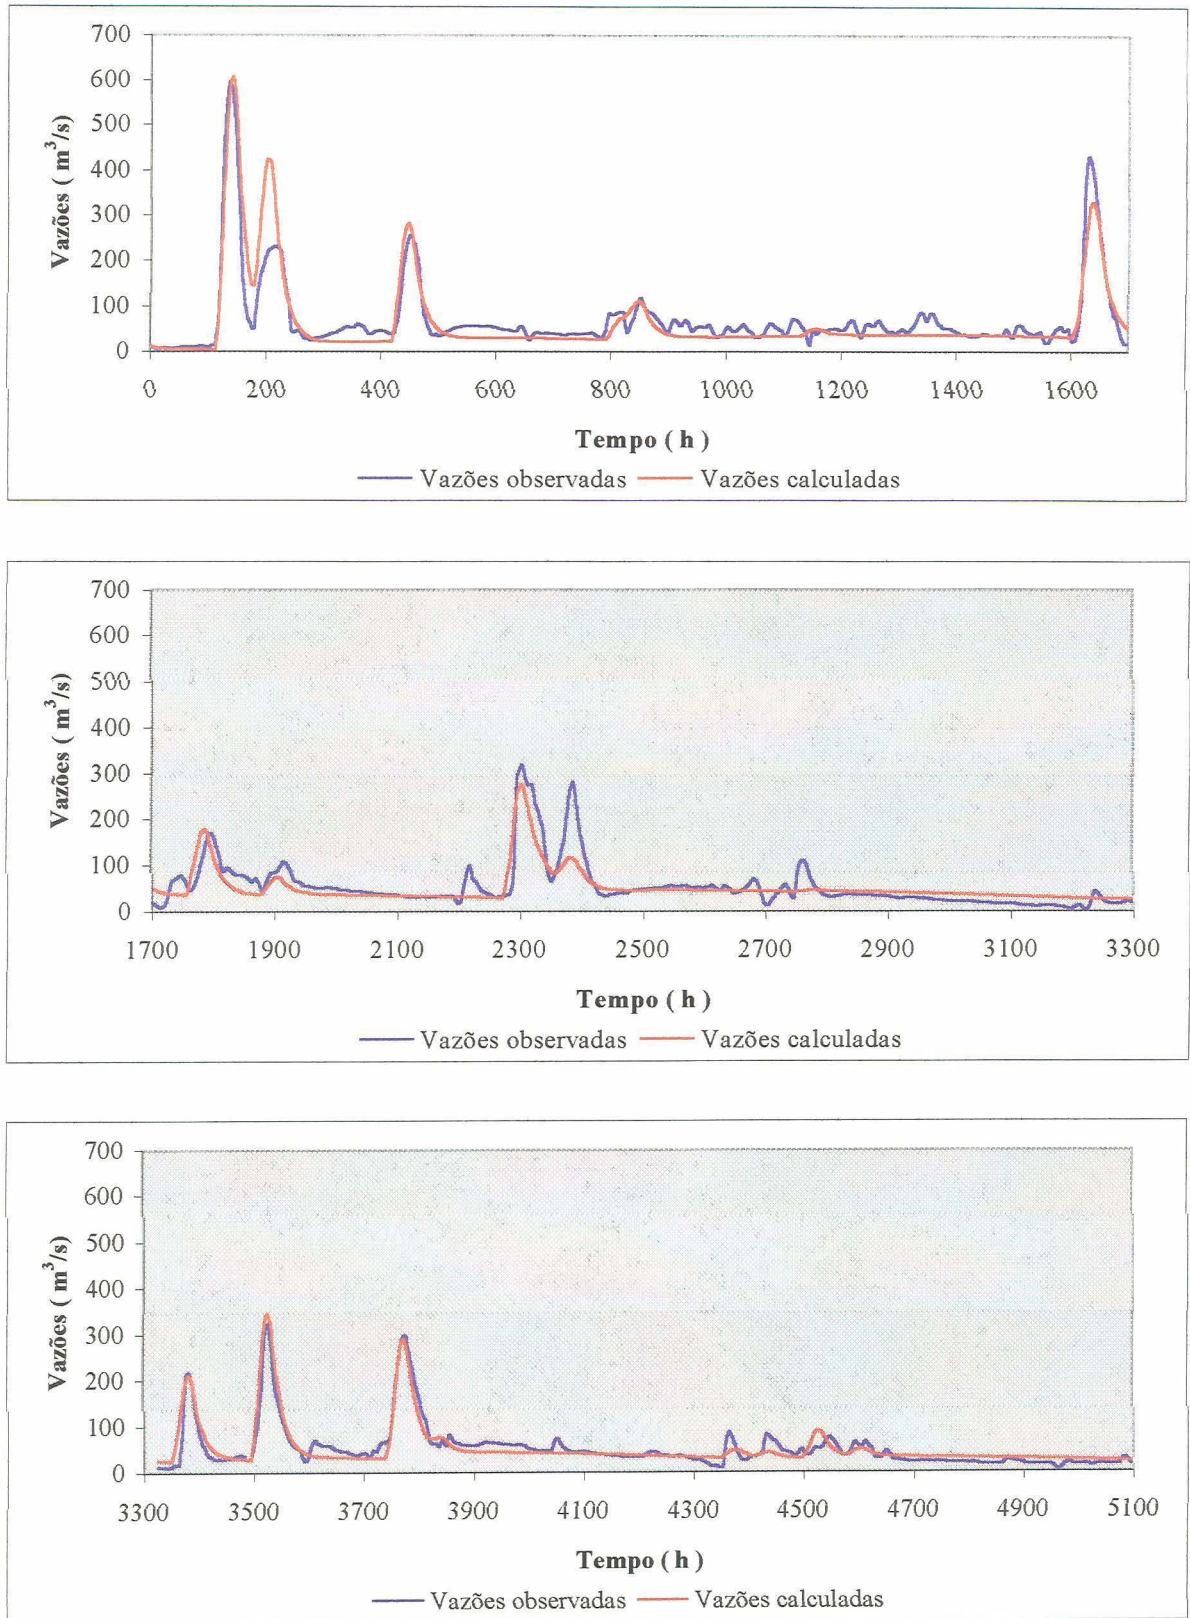 700
600
500
400
300
200
100
0
Vazões ( m³/s)
0 200 400 600 800 1000 1200 1400 1600
Tempo ( h )
Vazões observadas Vazões calculadas
700
600
500
400
300
200
100
0
Vazões ( m³/s)
1700 1900 2100 2300 2500 2700 2900 3100 3300
Tempo ( h )
Vazões observadas Vazões calculadas
700
600
500
400
300
200
100
0
Vazões ( m³/s)
3300 3500 3700 3900 4100 4300 4500 4700 4900 5100
Tempo ( h )
Vazões observadas Vazões calculadas